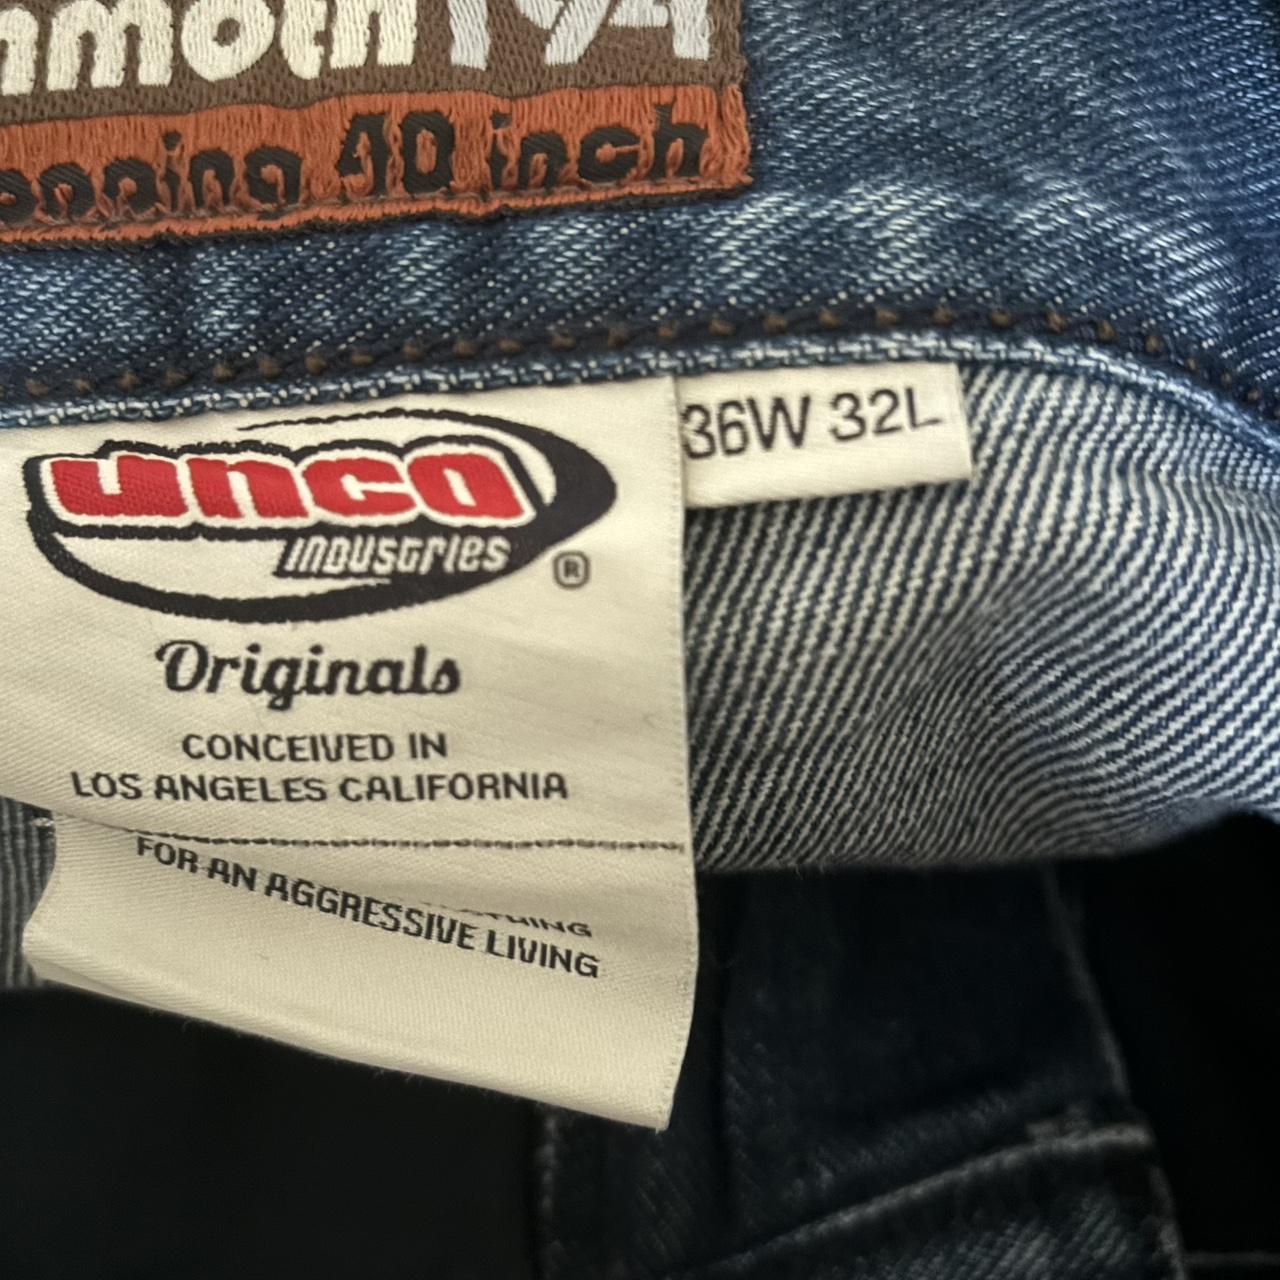 40 inch
36W 32L
unco
INDUSTRIES
®
Originals
CONCEIVED IN
LOS ANGELES CALIFORNIA
FOR AN AGGRESSIVE LIVING